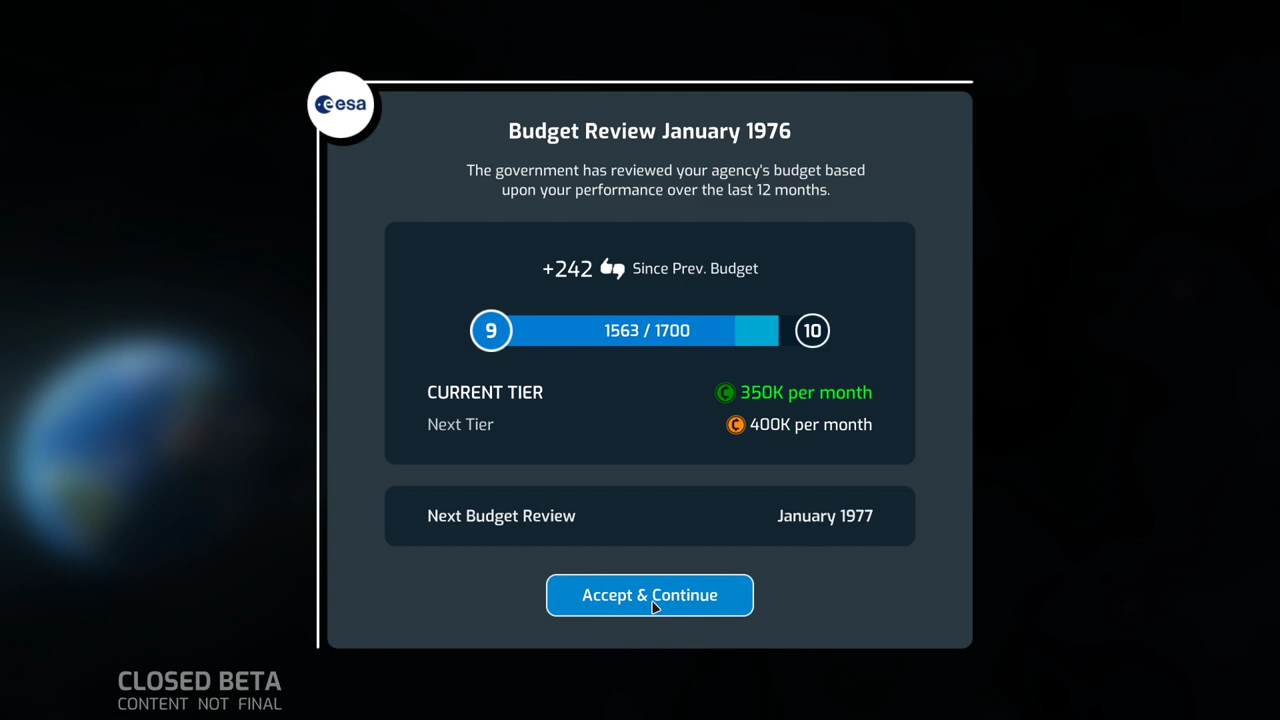 esa
Budget Review January 1976
The government has reviewed your agency's budget based
upon your performance over the last 12 months.
+242 Since Prev. Budget
9 1563 / 1700 10
CURRENT TIER C 350K per month
Next Tier C 400K per month
Next Budget Review January 1977
Accept & Continue
CLOSED BETA
CONTENT NOT FINAL